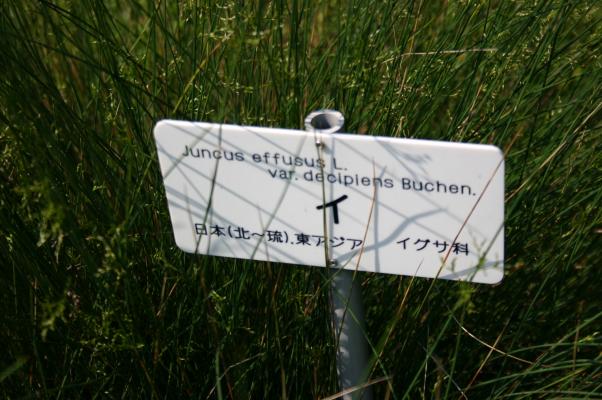 Juncus effusus L.
var. decipiens Buchen.
イ
日本(北～琉).東アジア　イグサ科